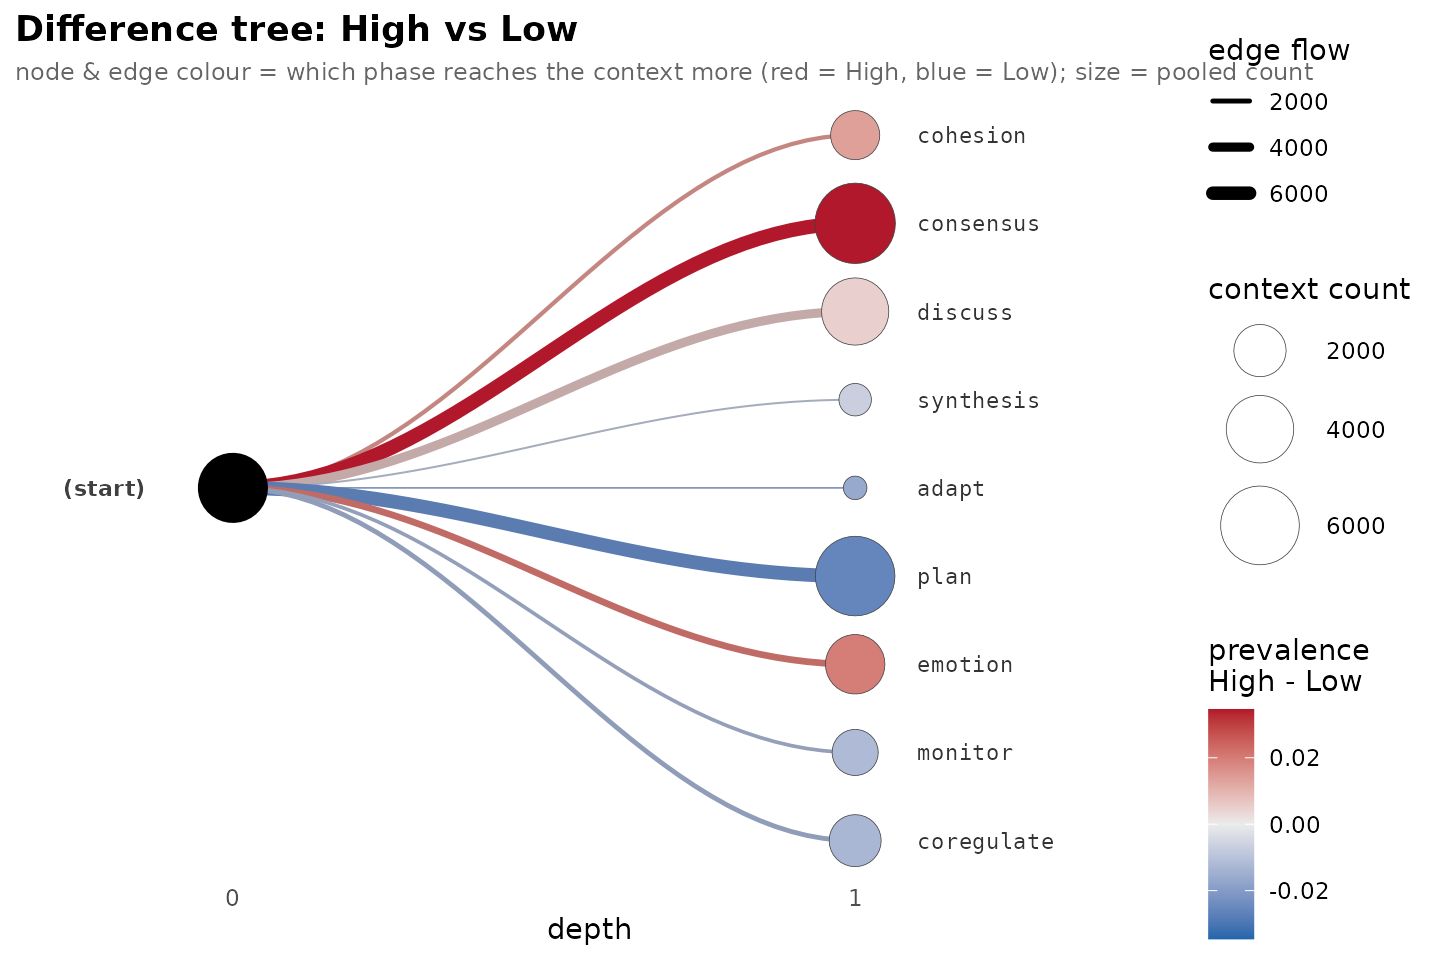 Difference tree: High vs Low
node & edge colour = which phase reaches the context more (red = High, blue = Low); size = pooled count
(start)
cohesion
consensus
discuss
synthesis
adapt
plan
emotion
monitor
coregulate
0
1
depth
edge flow
2000
4000
6000
context count
2000
4000
6000
prevalence
High - Low
0.02
0.00
-0.02